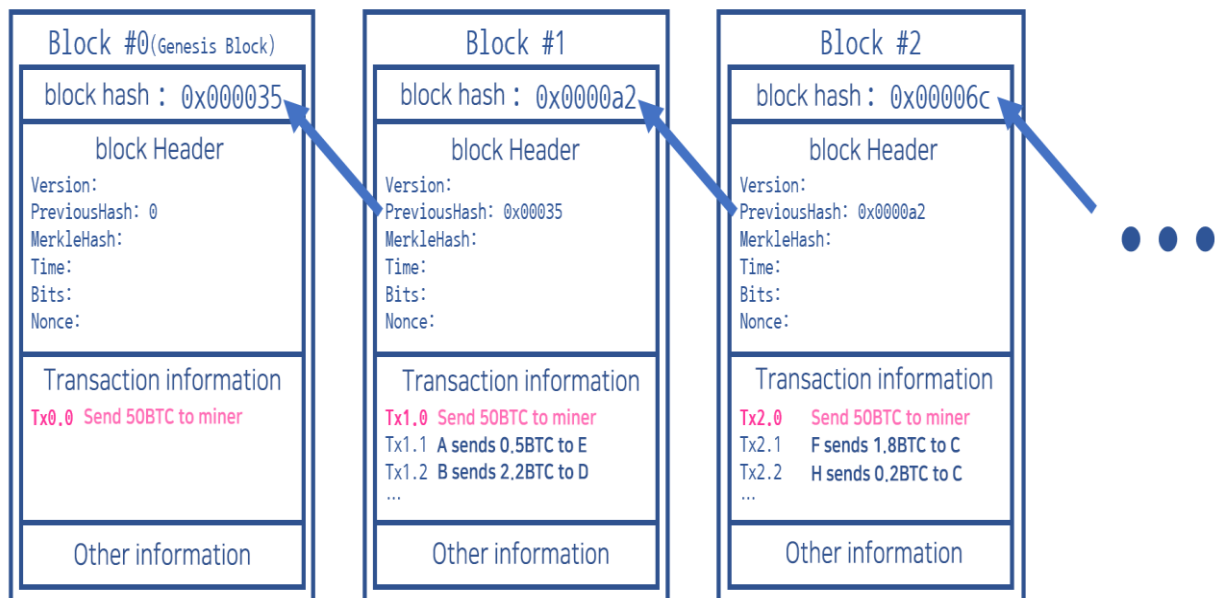 Block #0(Genesis Block)
block hash : 0x000035
block Header
Version:
PreviousHash: 0
MerkleHash:
Time:
Bits:
Nonce:
Transaction information
Tx0.0 Send 50BTC to miner
Other information
Block #1
block hash : 0x0000a2
block Header
Version:
PreviousHash: 0x00035
MerkleHash:
Time:
Bits:
Nonce:
Transaction information
Tx1.0 Send 50BTC to miner
Tx1.1 A sends 0.5BTC to E
Tx1.2 B sends 2.2BTC to D
...
Other information
Block #2
block hash : 0x00006c
block Header
Version:
PreviousHash: 0x0000a2
MerkleHash:
Time:
Bits:
Nonce:
Transaction information
Tx2.0 Send 50BTC to miner
Tx2.1 F sends 1.8BTC to C
Tx2.2 H sends 0.2BTC to C
...
Other information